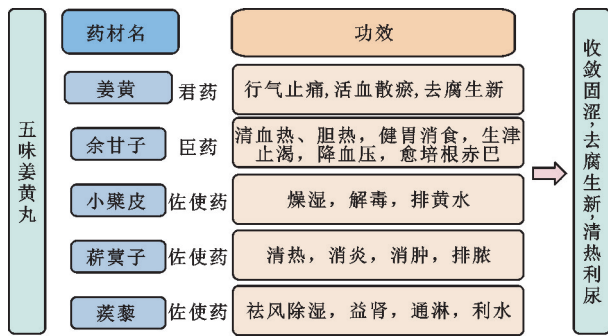 五味姜黄丸
药材名
功效
姜黄
君药
行气止痛,活血散瘀,去腐生新
余甘子
臣药
清血热、胆热，健胃消食，生津
止渴，降血压，愈培根赤巴
小檗皮
佐使药
燥湿，解毒，排黄水
菥蓂子
佐使药
清热，消炎，消肿，排脓
蒺藜
佐使药
祛风除湿，益肾，通淋，利水
收敛固涩,去腐生新,清热利尿